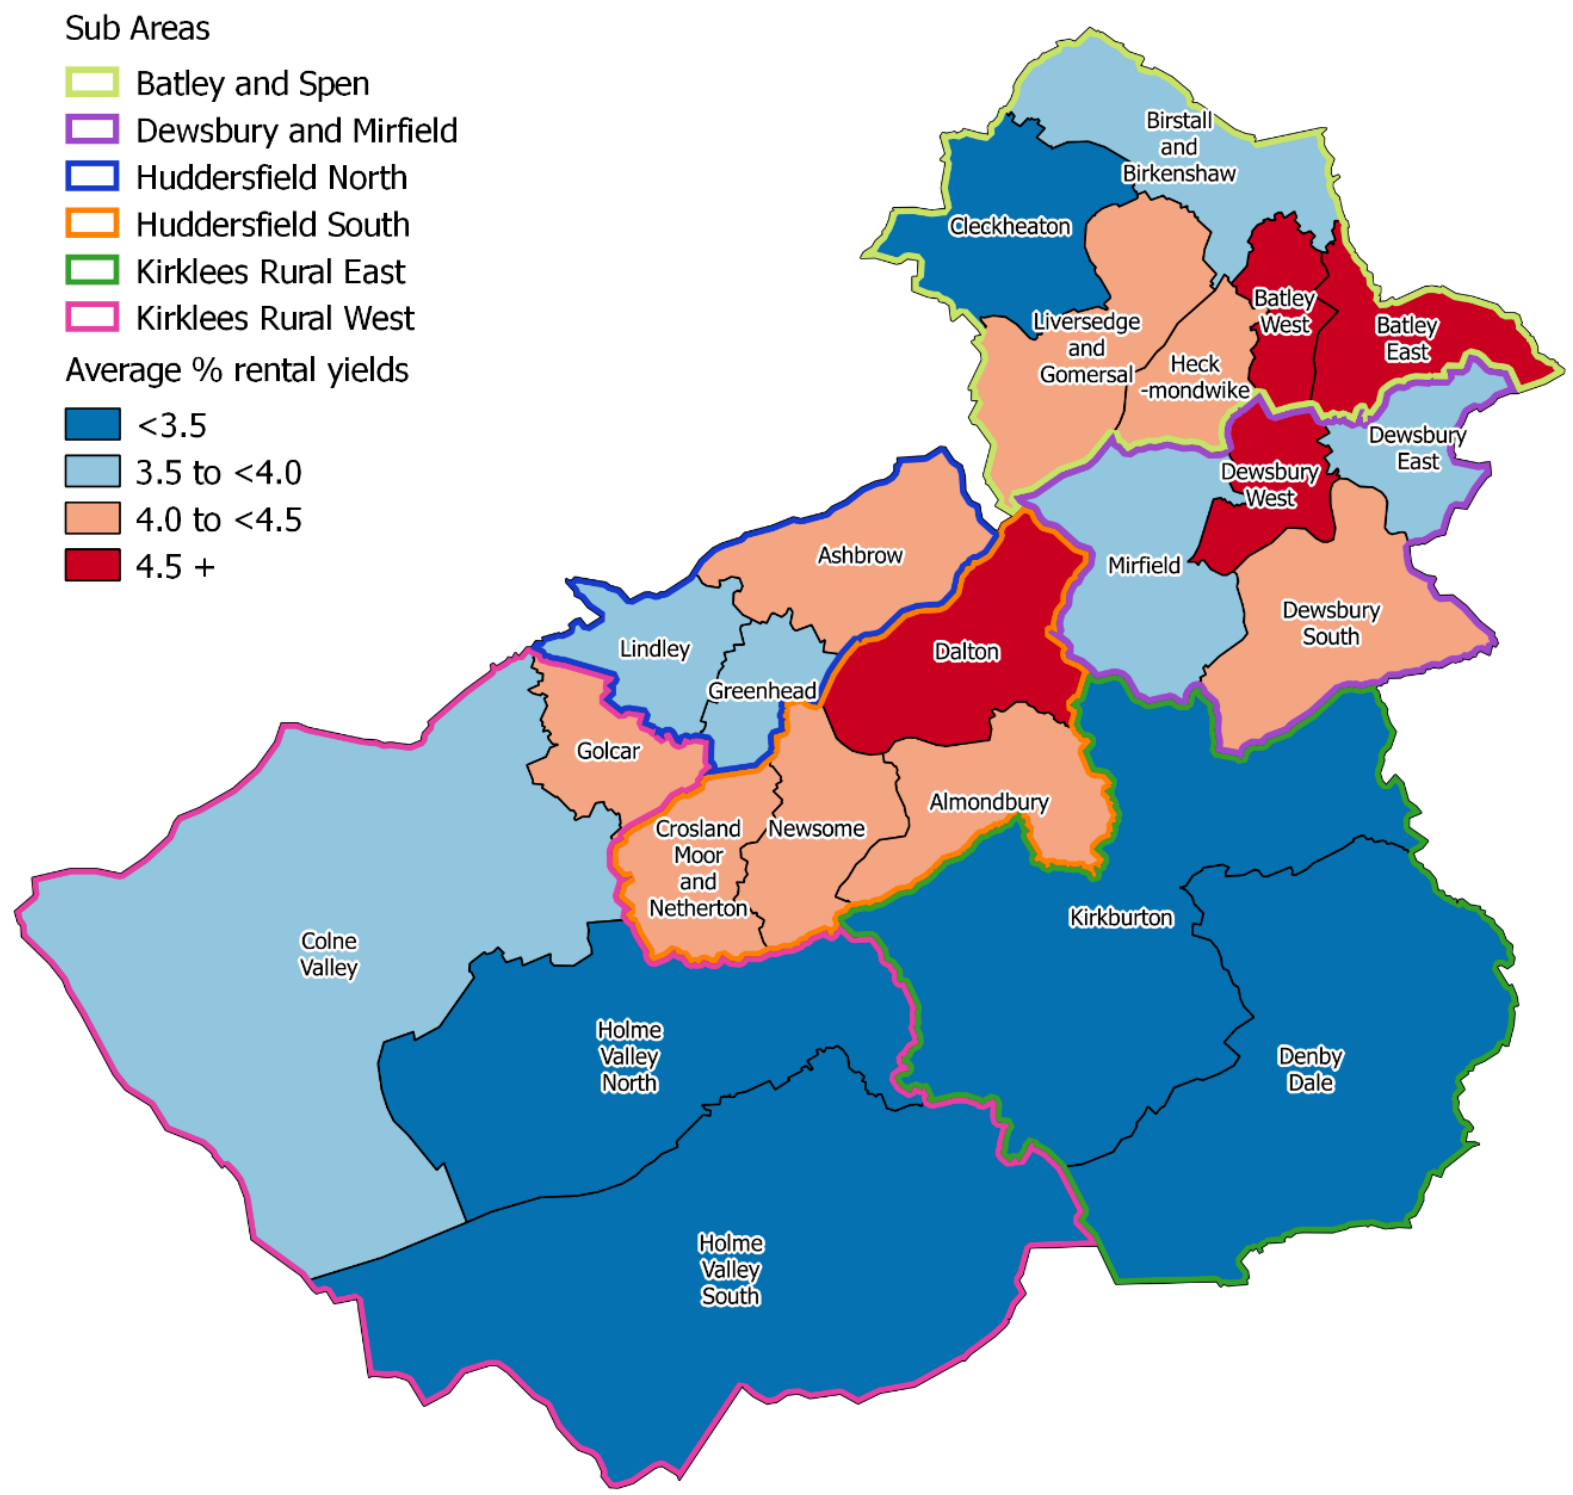 Sub Areas
Batley and Spen
Dewsbury and Mirfield
Huddersfield North
Huddersfield South
Kirklees Rural East
Kirklees Rural West
Average % rental yields
<3.5
3.5 to <4.0
4.0 to <4.5
4.5 +
Birstall
and
Birkenshaw
Cleckheaton
Batley
West
Batley
East
Liversedge
and
Gomersal
Heck
-mondwike
Dewsbury
East
Dewsbury
West
Ashbrow
Mirfield
Dewsbury
South
Lindley
Dalton
Greenhead
Golcar
Almondbury
Crosland
Moor
and
Netherton
Newsome
Kirkburton
Colne
Valley
Holme
Valley
North
Denby
Dale
Holme
Valley
South